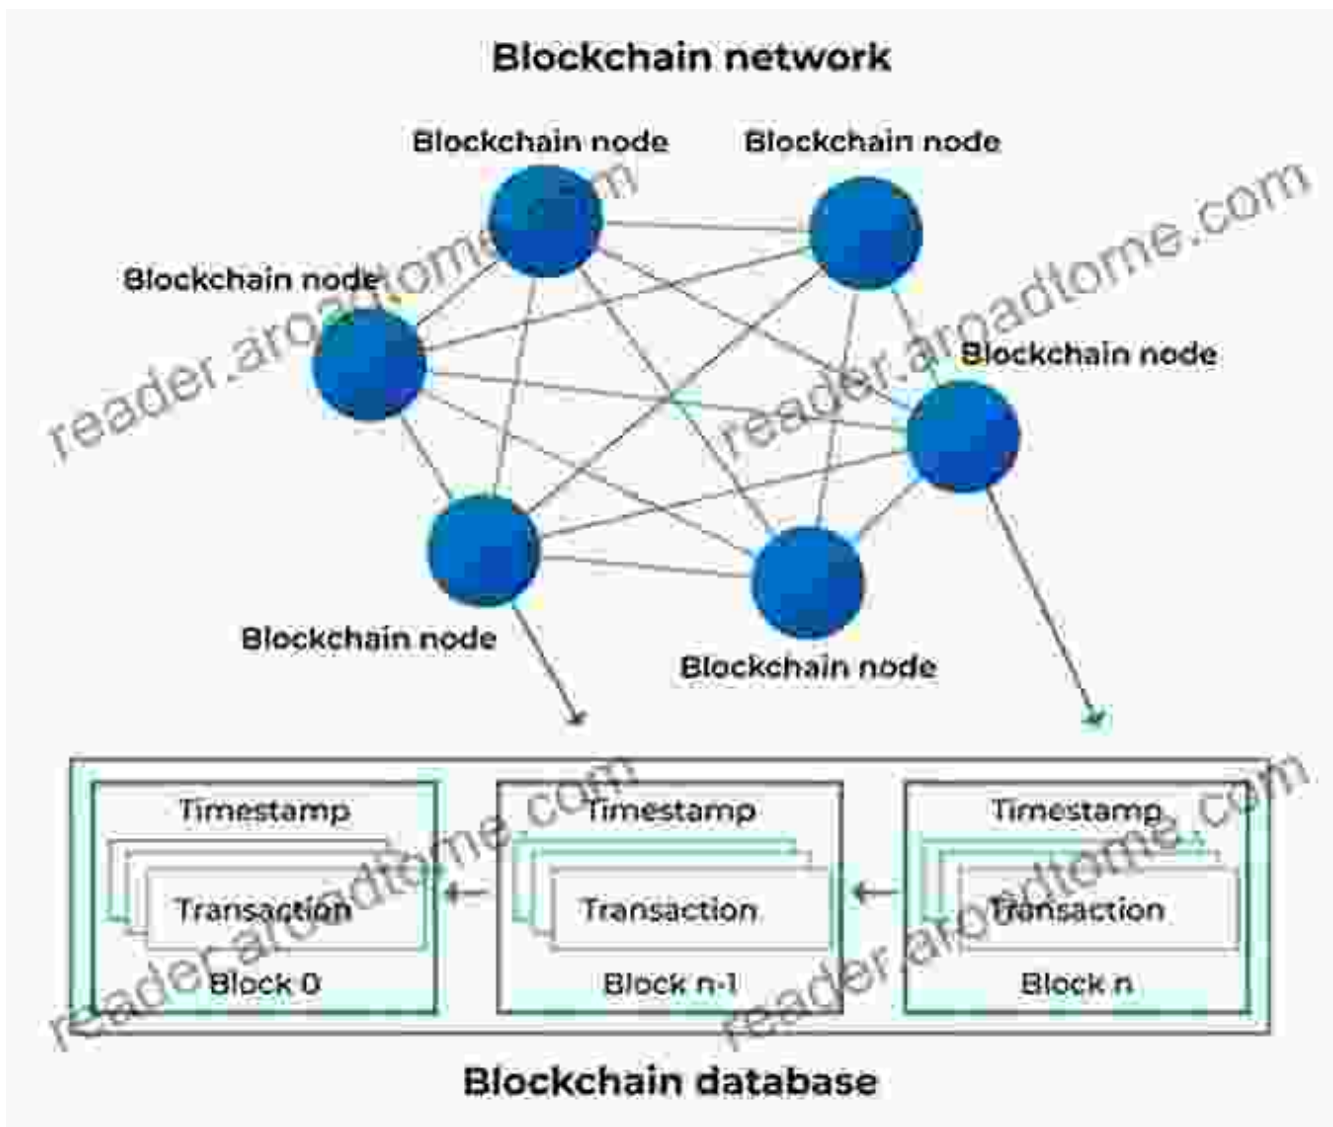 Blockchain network
Blockchain node
Blockchain node
Blockchain node
Blockchain node
Blockchain node
Blockchain node
Timestamp
Timestamp
Timestamp
Transaction
Transaction
Transaction
Block 0
Block n-1
Block n
Blockchain database
reader.aroadtome.com
reader.aroadtome.com
reader.aroadtome.com
reader.aroadtome.com